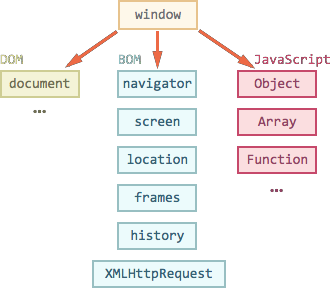 window
DOM
document
...
BOM
navigator
screen
location
frames
history
XMLHttpRequest
JavaScript
Object
Array
Function
...